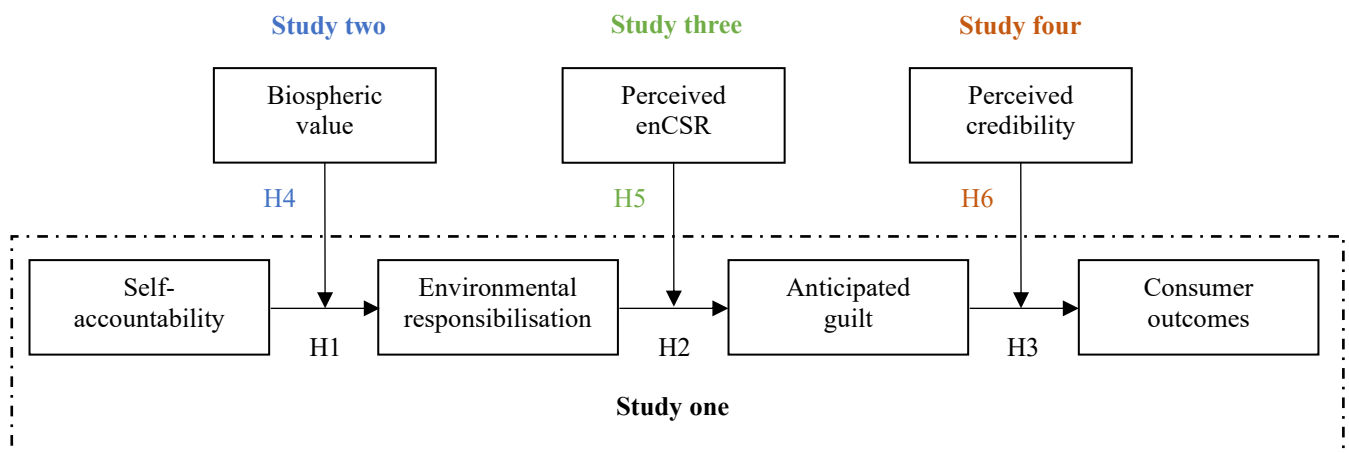 Study two
Study three
Study four
Biospheric
value
Perceived
enCSR
Perceived
credibility
H4
H5
H6
Self-
accountability
Environmental
responsibilisation
Anticipated
guilt
Consumer
outcomes
H1
H2
H3
Study one